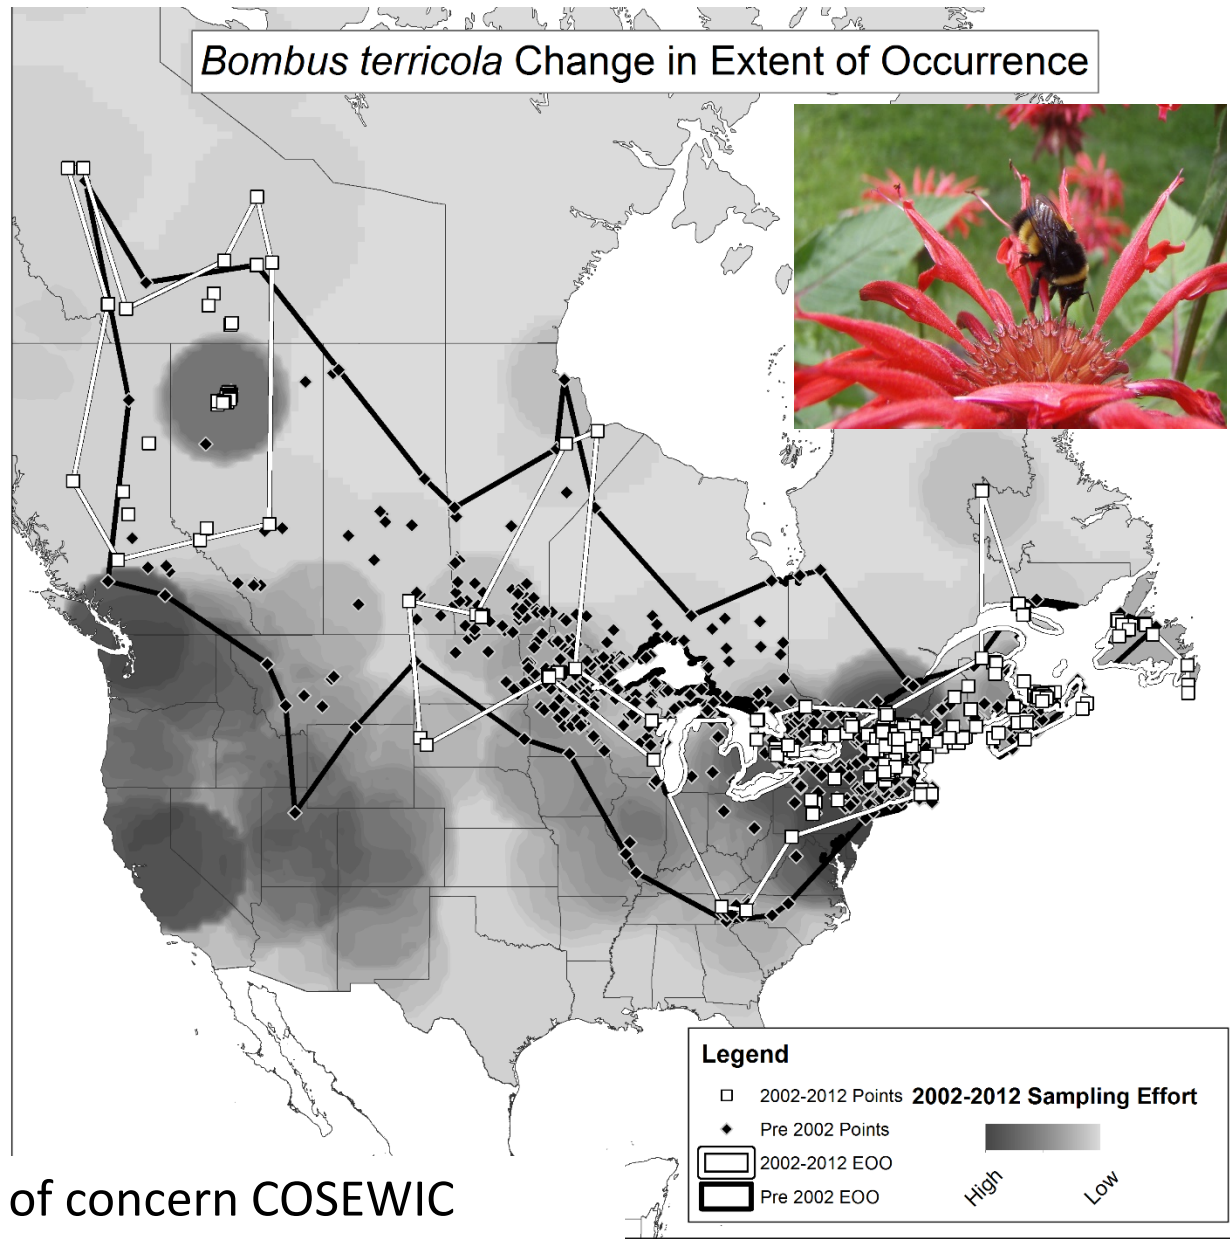 Bombus terricola Change in Extent of Occurrence
Legend
2002-2012 Points
Pre 2002 Points
2002-2012 EOO
Pre 2002 EOO
2002-2012 Sampling Effort
High
Low
of concern COSEWIC